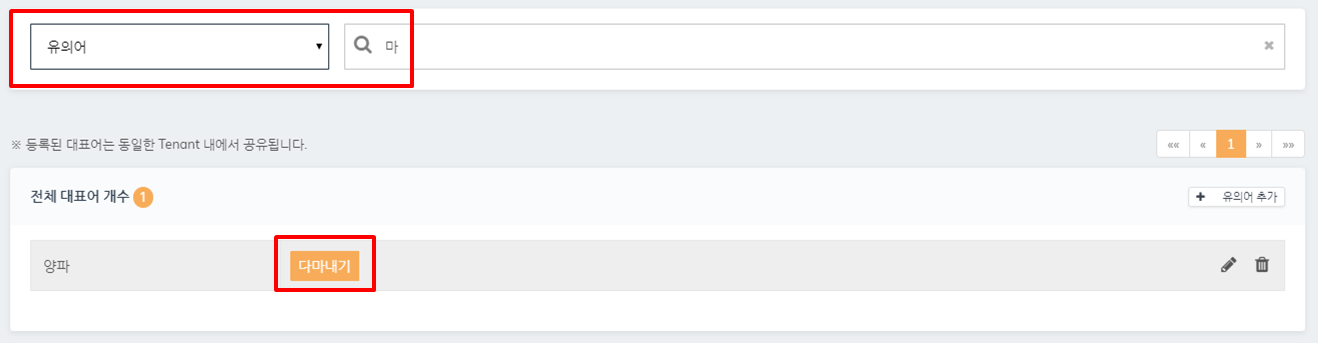 유의어
마
※ 등록된 대표어는 동일한 Tenant 내에서 공유됩니다.
«« « 1 » »»
전체 대표어 개수 1
+ 유의어 추가
양파 다마내기